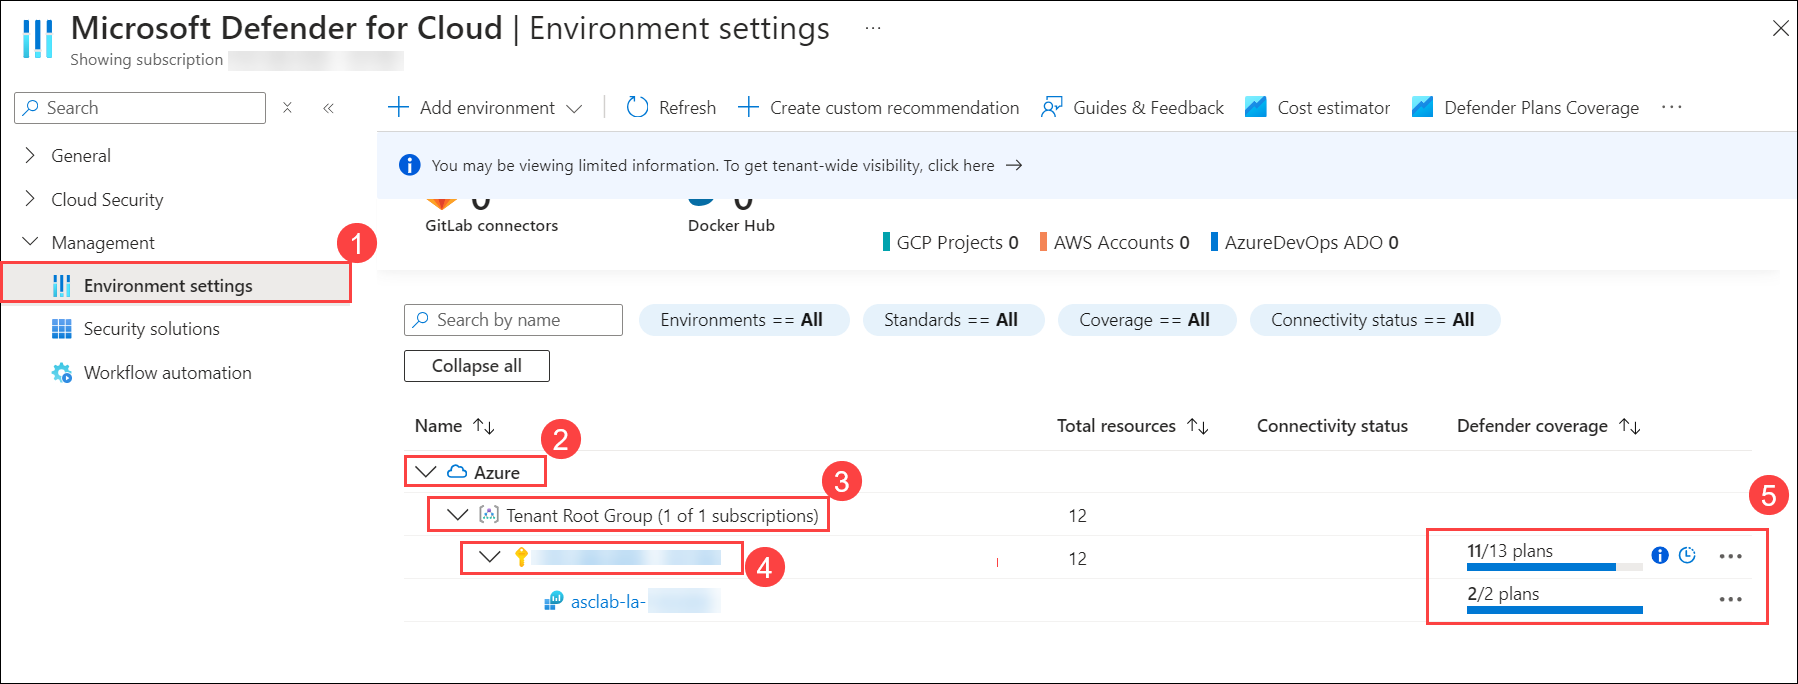 Microsoft Defender for Cloud | Environment settings ...
Showing subscription
Search
Add environment
Refresh
Create custom recommendation
Guides & Feedback
Cost estimator
Defender Plans Coverage
...
General
Cloud Security
Management
1
Environment settings
Security solutions
Workflow automation
You may be viewing limited information. To get tenant-wide visibility, click here →
0
0
GitLab connectors
Docker Hub
GCP Projects 0
AWS Accounts 0
AzureDevOps ADO 0
Search by name
Environments == All
Standards == All
Coverage == All
Connectivity status == All
Collapse all
Name ↑↓
Total resources ↑↓
Connectivity status
Defender coverage ↑↓
2
Azure
3
Tenant Root Group (1 of 1 subscriptions)
12
5
4
12
11/13 plans
...
asclab-la-
2/2 plans
...